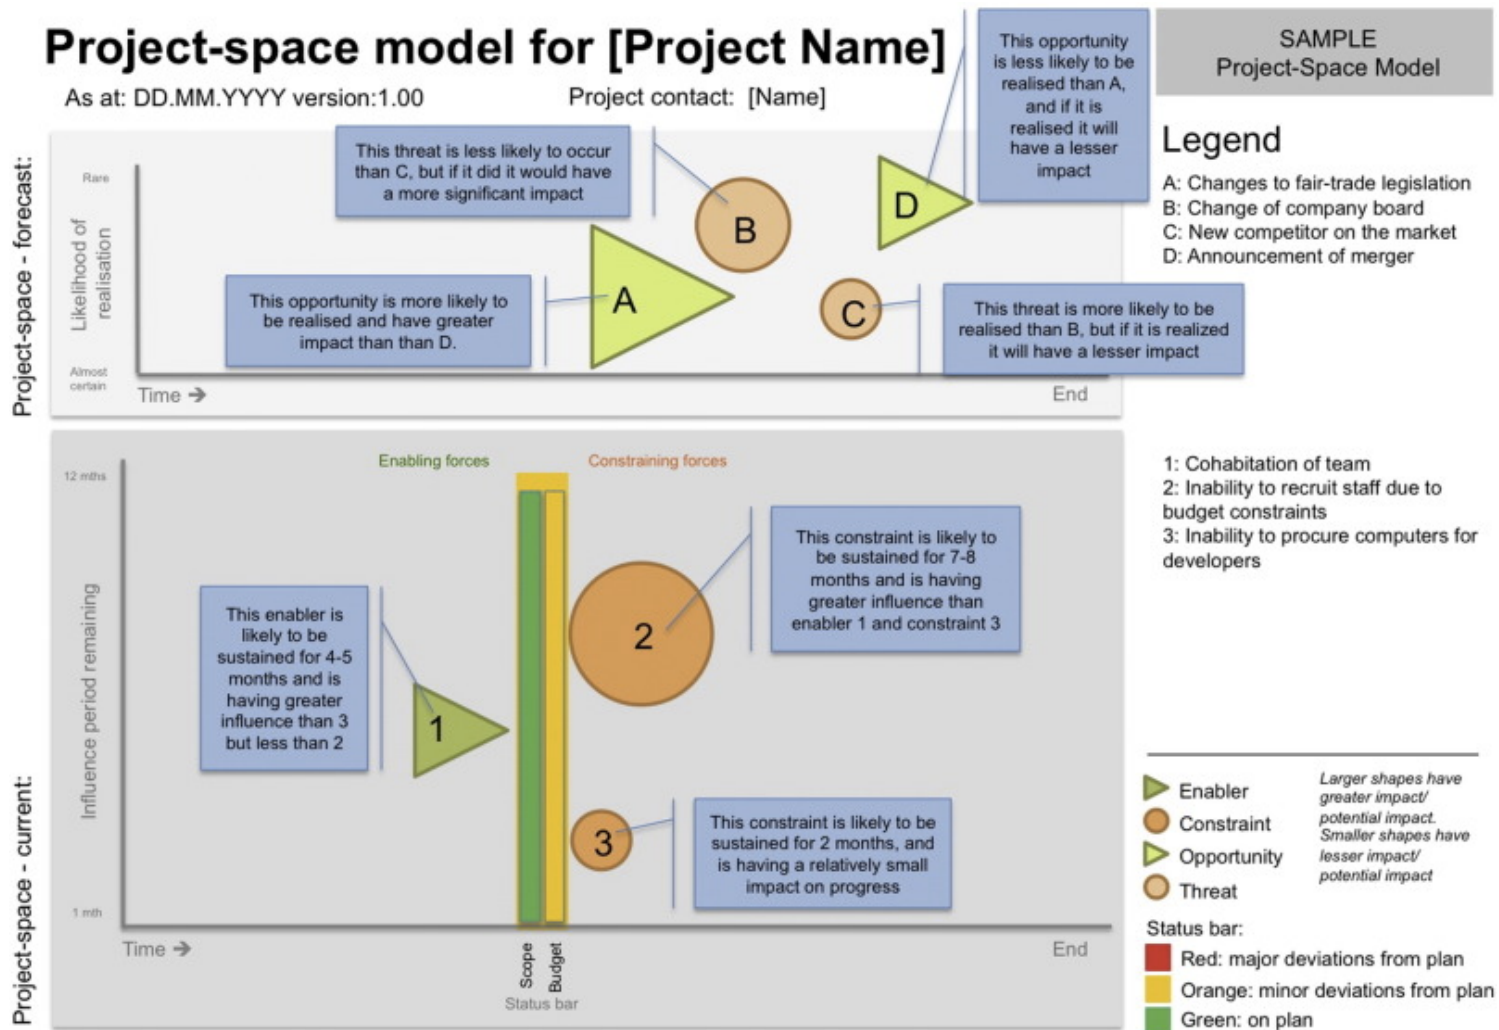 Project-space model for [Project Name]
As at: DD.MM.YYYY version:1.00
Project contact: [Name]
SAMPLE
Project-Space Model
Project-space - forecast:
Rare
Likelihood of
realisation
Almost
certain
Time →
End
This threat is less likely to occur
than C, but if it did it would have
a more significant impact
This opportunity
is less likely to be
realised than A,
and if it is
realised it will
have a lesser
impact
This opportunity is more likely to
be realised and have greater
impact than than D.
This threat is more likely to be
realised than B, but if it is realized
it will have a lesser impact
A
B
C
D
Legend
A: Changes to fair-trade legislation
B: Change of company board
C: New competitor on the market
D: Announcement of merger
Project-space - current:
12 mths
Influence period remaining
1 mth
Time →
End
Enabling forces
Constraining forces
This enabler is
likely to be
sustained for 4-5
months and is
having greater
influence than 3
but less than 2
This constraint is likely to
be sustained for 7-8
months and is having
greater influence than
enabler 1 and constraint 3
This constraint is likely to be
sustained for 2 months, and
is having a relatively small
impact on progress
1
2
3
Scope
Budget
Status bar
1: Cohabitation of team
2: Inability to recruit staff due to
budget constraints
3: Inability to procure computers for
developers
Enabler
Constraint
Opportunity
Threat
Larger shapes have
greater impact/
potential impact.
Smaller shapes have
lesser impact/
potential impact
Status bar:
Red: major deviations from plan
Orange: minor deviations from plan
Green: on plan